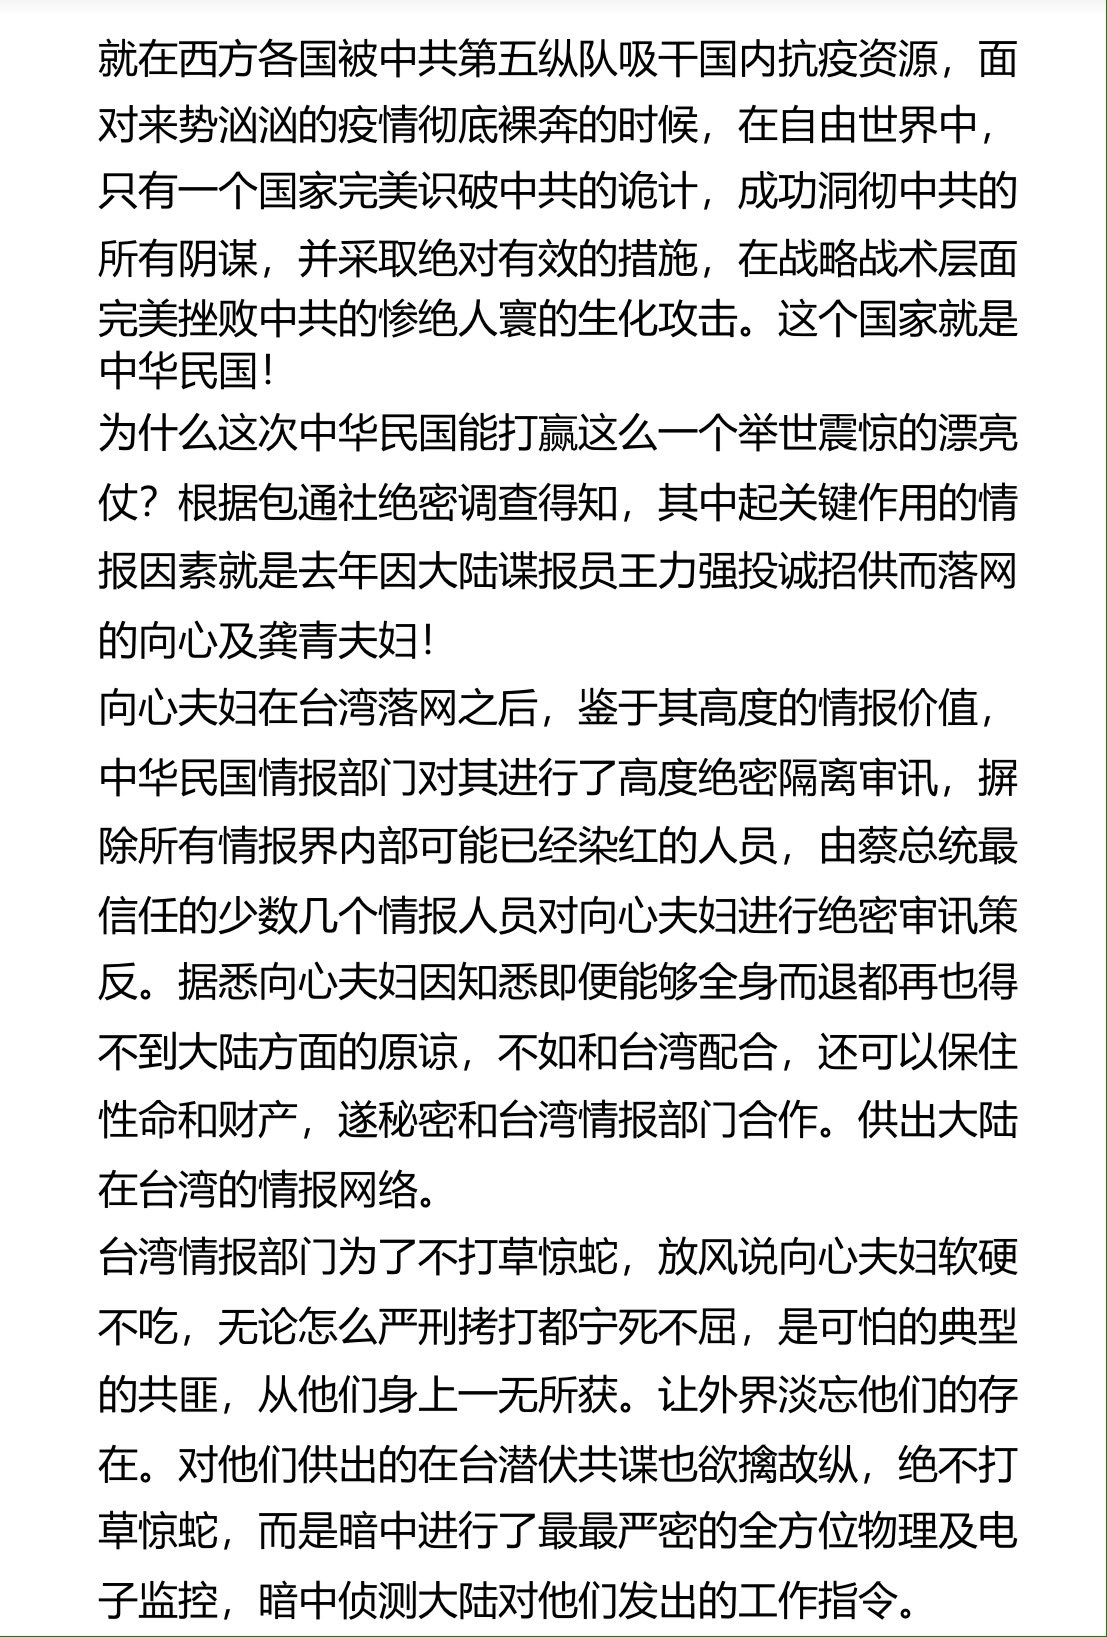 就在西方各国被中共第五纵队吸干国内抗疫资源，面
对来势汹汹的疫情彻底裸奔的时候，在自由世界中，
只有一个国家完美识破中共的诡计，成功洞彻中共的
所有阴谋，并采取绝对有效的措施，在战略战术层面
完美挫败中共的惨绝人寰的生化攻击。这个国家就是
中华民国！
为什么这次中华民国能打赢这么一个举世震惊的漂亮
仗？根据包通社绝密调查得知，其中起关键作用的情
报因素就是去年因大陆谍报员王力强投诚招供而落网
的向心及龚青夫妇！
向心夫妇在台湾落网之后，鉴于其高度的情报价值，
中华民国情报部门对其进行了高度绝密隔离审讯，摒
除所有情报界内部可能已经染红的人员，由蔡总统最
信任的少数几个情报人员对向心夫妇进行绝密审讯策
反。据悉向心夫妇因知悉即便能够全身而退都再也得
不到大陆方面的原谅，不如和台湾配合，还可以保住
性命和财产，遂秘密和台湾情报部门合作。供出大陆
在台湾的情报网络。
台湾情报部门为了不打草惊蛇，放风说向心夫妇软硬
不吃，无论怎么严刑拷打都宁死不屈，是可怕的典型
的共匪，从他们身上一无所获。让外界淡忘他们的存
在。对他们供出的在台潜伏共谍也欲擒故纵，绝不打
草惊蛇，而是暗中进行了最最严密的全方位物理及电
子监控，暗中侦测大陆对他们发出的工作指令。